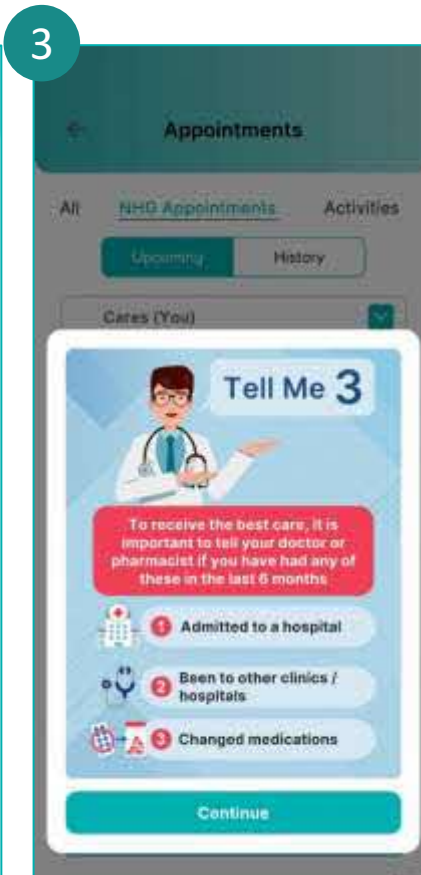 3
Appointments
All NHG Appointments Activities
Upcoming History
Cares (You)
Tell Me 3
To receive the best care, it is
important to tell your doctor or
pharmacist if you have had any of
these in the last 6 months
1 Admitted to a hospital
2 Been to other clinics /
hospitals
3 Changed medications
Continue